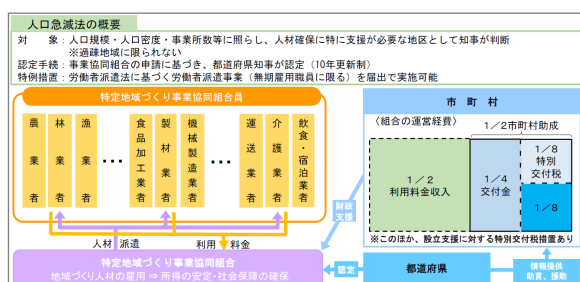 人口急減法の概要
対　　象：人口規模・人口密度・事業所数等に照らし、人材確保に特に支援が必要な地区として知事が判断
※過疎地域に限られない
認定手続：事業協同組合の申請に基づき、都道府県知事が認定（10年更新制）
特例措置：労働者派遣法に基づく労働者派遣事業（無期雇用職員に限る）を届出で実施可能
特定地域づくり事業協同組合員
農業者
林業者
漁業者
…
食品加工業者
製材業者
機械製造業者
…
運送業者
介護業者
飲食・宿泊業者
人材　派遣
利用　料金
特定地域づくり事業協同組合
地域づくり人材の雇用 ⇒ 所得の安定・社会保障の確保
市　町　村
〈組合の運営経費〉
1／2市町村助成
1／2
利用料金収入
1／4
交付金
1／8
特別
交付税
1／8
※このほか、設立支援に対する特別交付税措置あり
財政
支援
認定
都道府県
情報提供
助言、援助